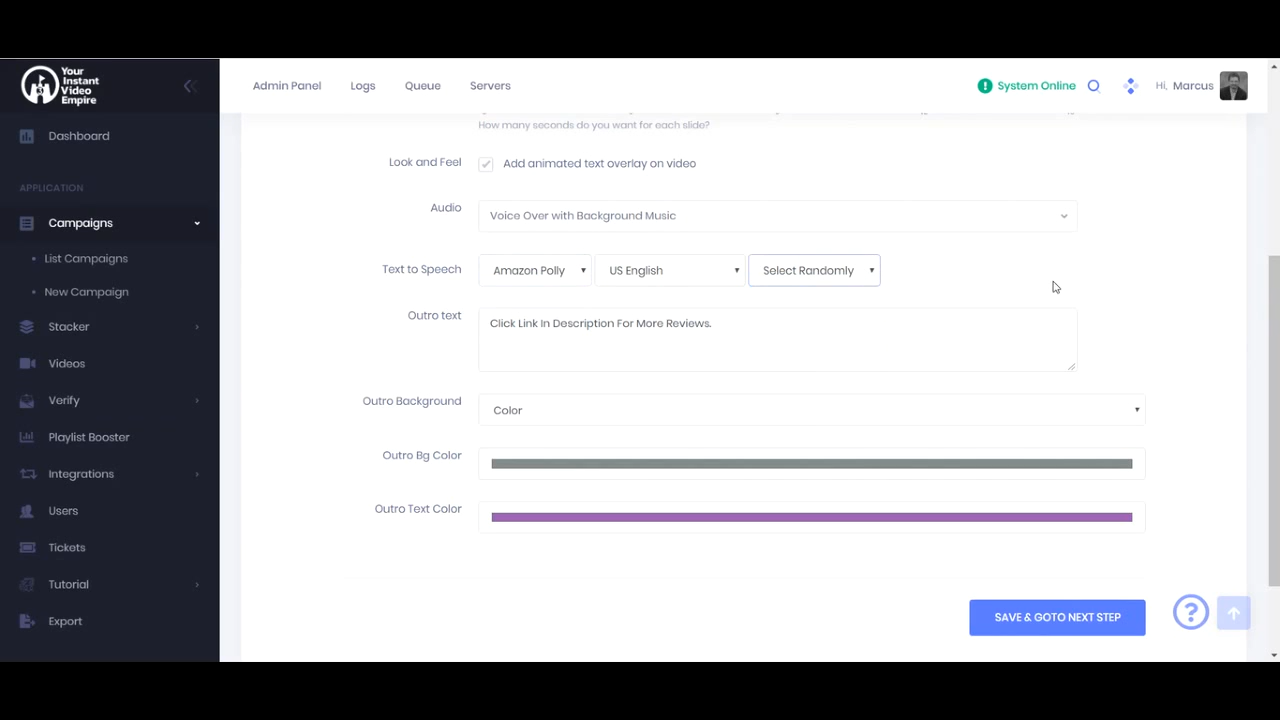 Your
Instant
Video
Empire
Admin Panel
Logs
Queue
Servers
System Online
Hi, Marcus
Dashboard
APPLICATION
Campaigns
List Campaigns
New Campaign
Stacker
Videos
Verify
Playlist Booster
Integrations
Users
Tickets
Tutorial
Export
How many seconds do you want for each slide?
Look and Feel
Add animated text overlay on video
Audio
Voice Over with Background Music
Text to Speech
Amazon Polly
US English
Select Randomly
Outro text
Click Link In Description For More Reviews.
Outro Background
Color
Outro Bg Color
Outro Text Color
SAVE & GOTO NEXT STEP
?